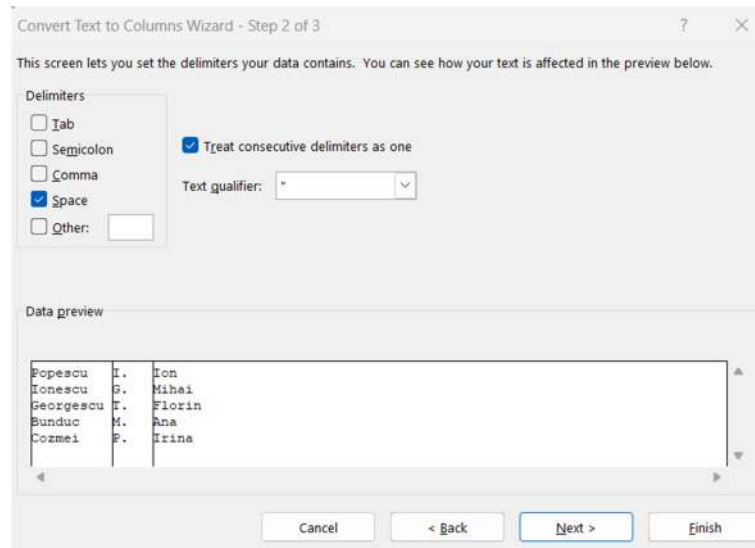 Convert Text to Columns Wizard - Step 2 of 3 ?
This screen lets you set the delimiters your data contains. You can see how your text is affected in the preview below.
Delimiters
Tab
Semicolon
Comma
Space
Other:
Treat consecutive delimiters as one
Text qualifier: "
Data preview
Popescu I. Ion
Ionescu G. Mihai
Georgescu T. Florin
Bunduc M. Ana
Cozmei P. Irina
Cancel < Back Next > Finish